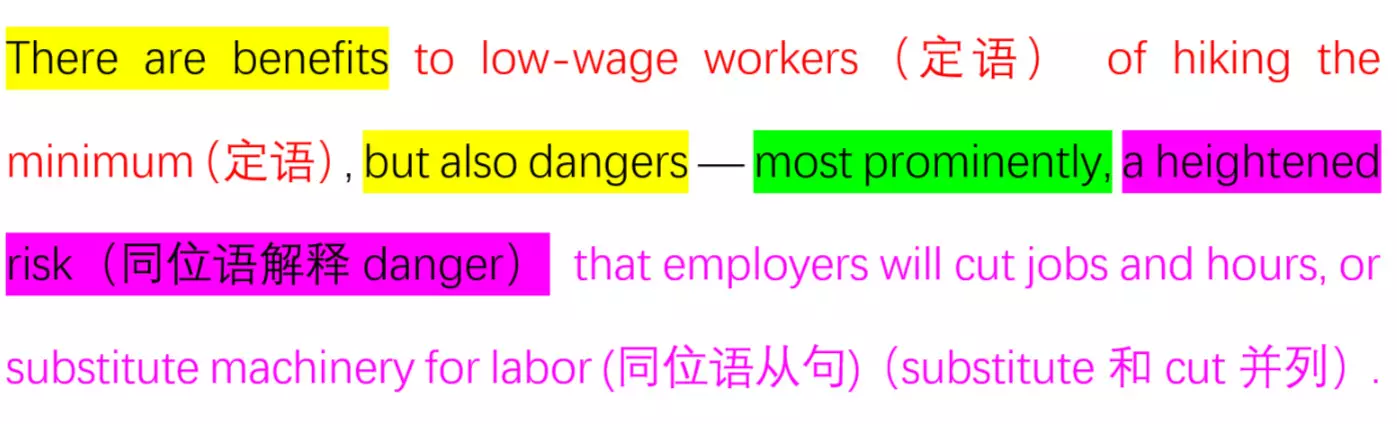 There are benefits to low-wage workers（定语） of hiking the
minimum (定语) , but also dangers — most prominently, a heightened
risk（同位语解释 danger） that employers will cut jobs and hours, or
substitute machinery for labor (同位语从句)（substitute 和 cut 并列）.